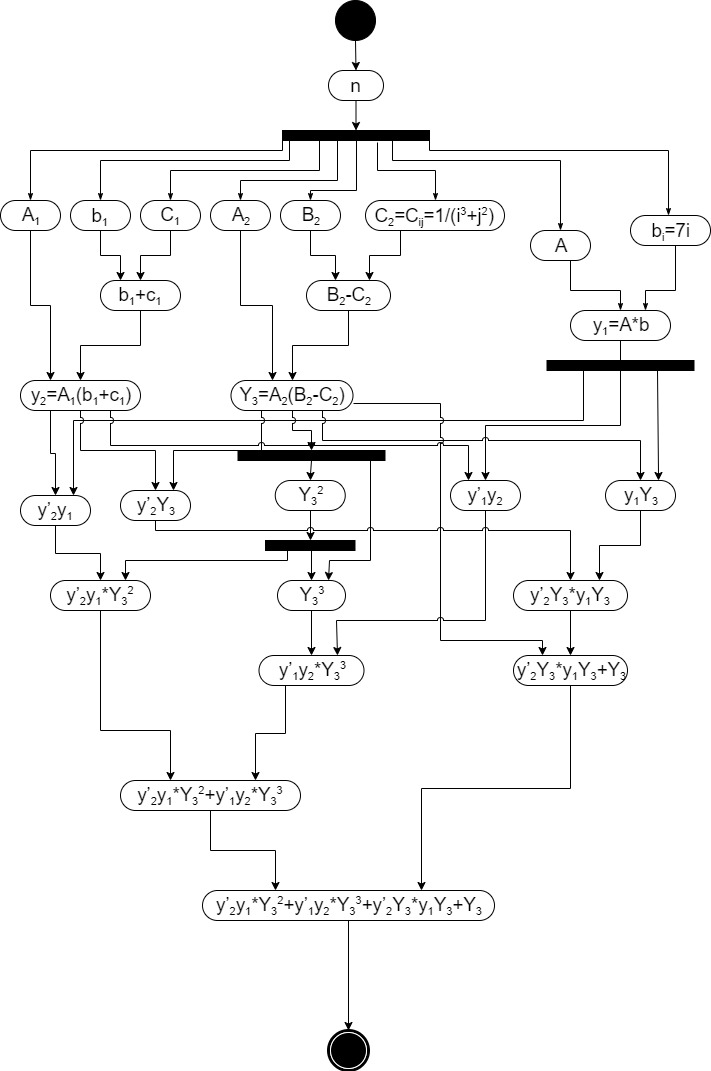 n
A₁
b₁
C₁
A₂
B₂
C₂=Cᵢⱼ=1/(i³+j²)
A
bᵢ=7i
b₁+c₁
B₂-C₂
y₁=A*b
y₂=A₁(b₁+c₁)
Y₃=A₂(B₂-C₂)
y'₂y₁
y'₂Y₃
Y₃²
y'₁y₂
y₁Y₃
y'₂y₁*Y₃²
Y₃³
y'₂Y₃*y₁Y₃
y'₁y₂*Y₃³
y'₂Y₃*y₁Y₃+Y₃
y'₂y₁*Y₃²+y'₁y₂*Y₃³
y'₂y₁*Y₃²+y'₁y₂*Y₃³+y'₂Y₃*y₁Y₃+Y₃